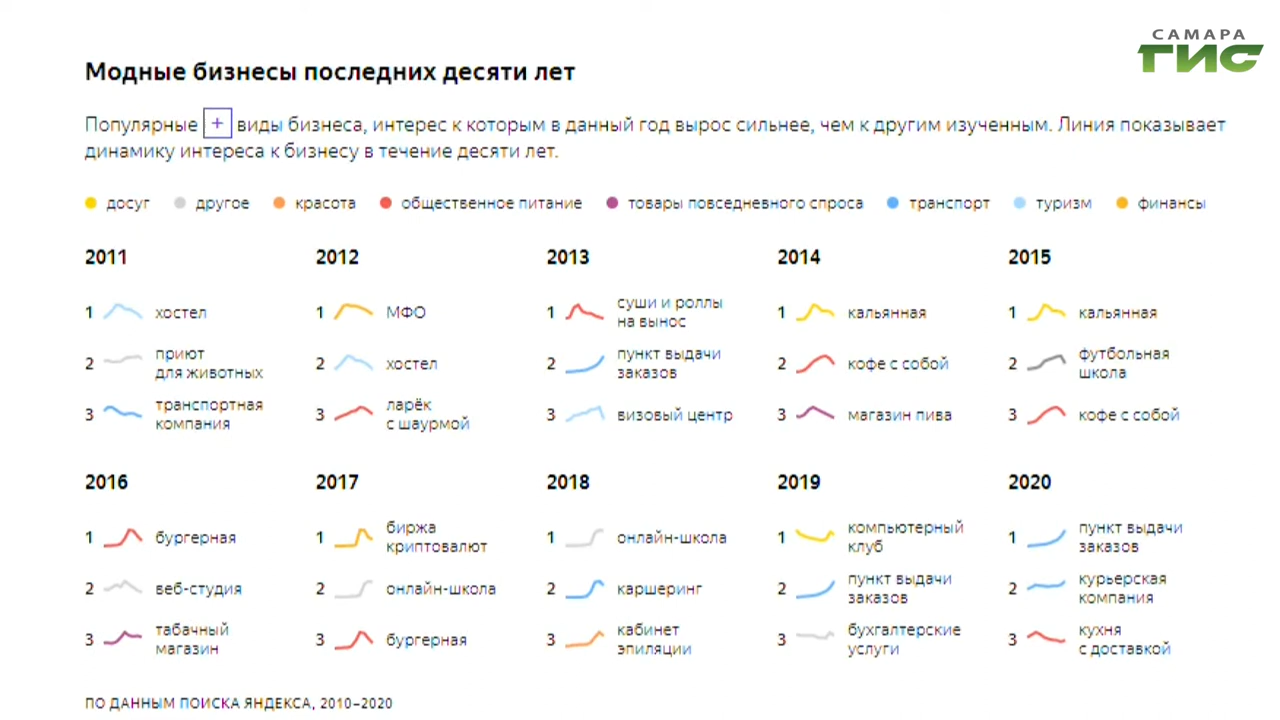 САМАРА
ГИС
Модные бизнесы последних десяти лет
Популярные + виды бизнеса, интерес к которым в данный год вырос сильнее, чем к другим изученным. Линия показывает
динамику интереса к бизнесу в течение десяти лет.
досуг другое красота общественное питание товары повседневного спроса транспорт туризм финансы
2011
1 хостел
2 приют
для животных
3 транспортная
компания
2012
1 МФО
2 хостел
3 ларёк
с шаурмой
2013
1 суши и роллы
на вынос
2 пункт выдачи
заказов
3 визовый центр
2014
1 кальянная
2 кофе с собой
3 магазин пива
2015
1 кальянная
2 футбольная
школа
3 кофе с собой
2016
1 бургерная
2 веб-студия
3 табачный
магазин
2017
1 биржа
криптовалют
2 онлайн-школа
3 бургерная
2018
1 онлайн-школа
2 каршеринг
3 кабинет
эпиляции
2019
1 компьютерный
клуб
2 пункт выдачи
заказов
3 бухгалтерские
услуги
2020
1 пункт выдачи
заказов
2 курьерская
компания
3 кухня
с доставкой
ПО ДАННЫМ ПОИСКА ЯНДЕКСА, 2010–2020